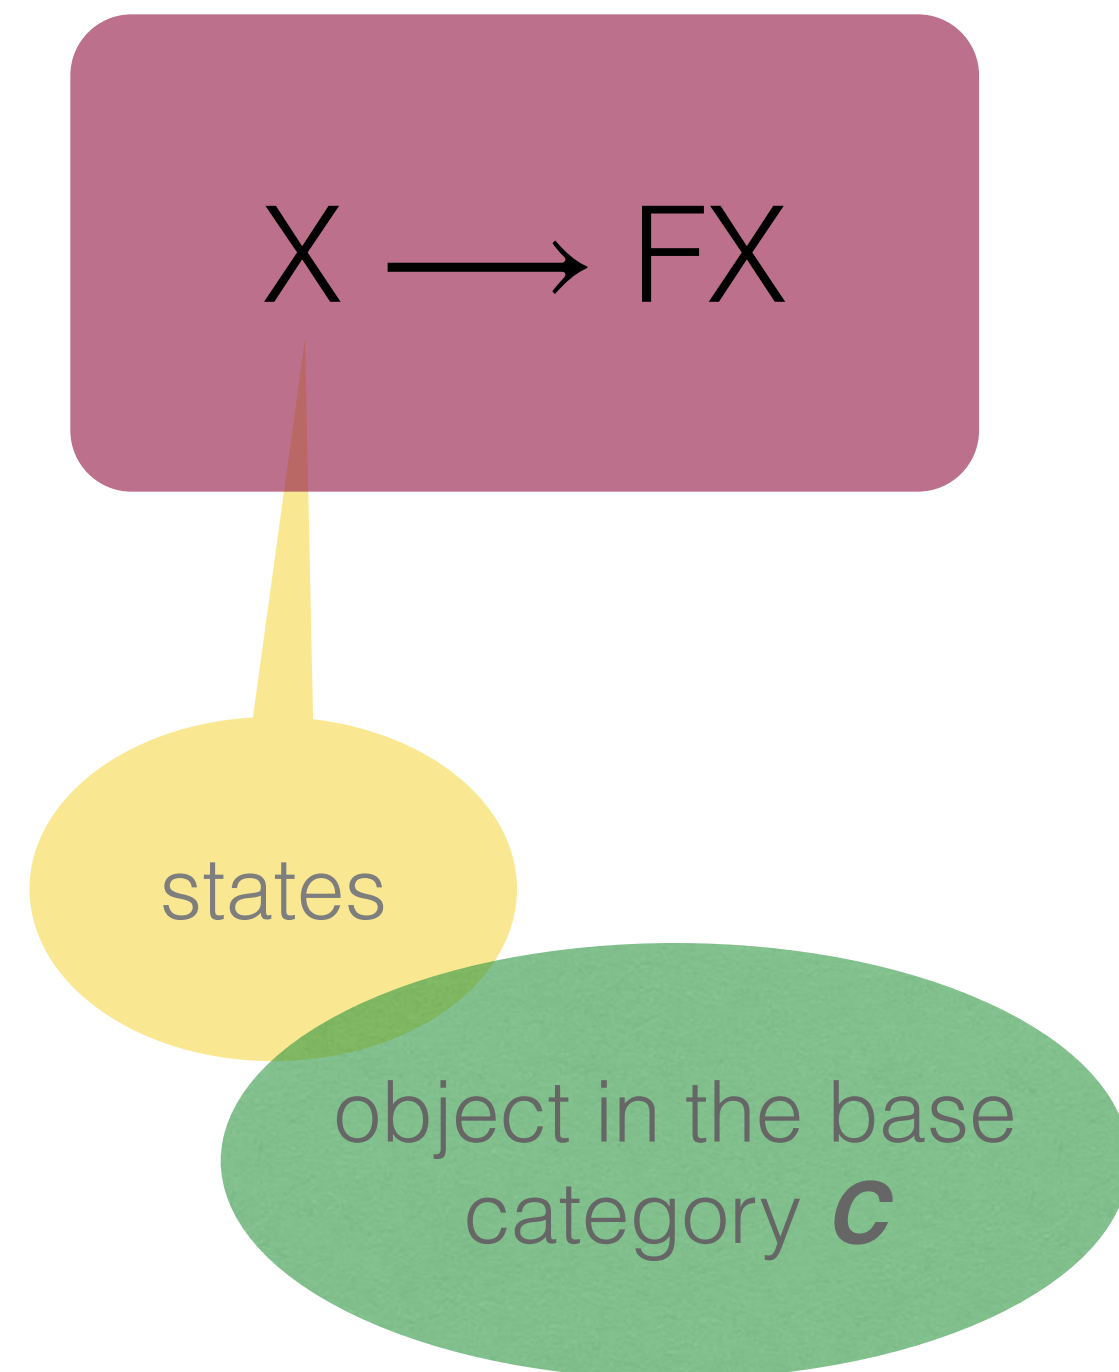 X ⟶ FX
states
object in the base
category C